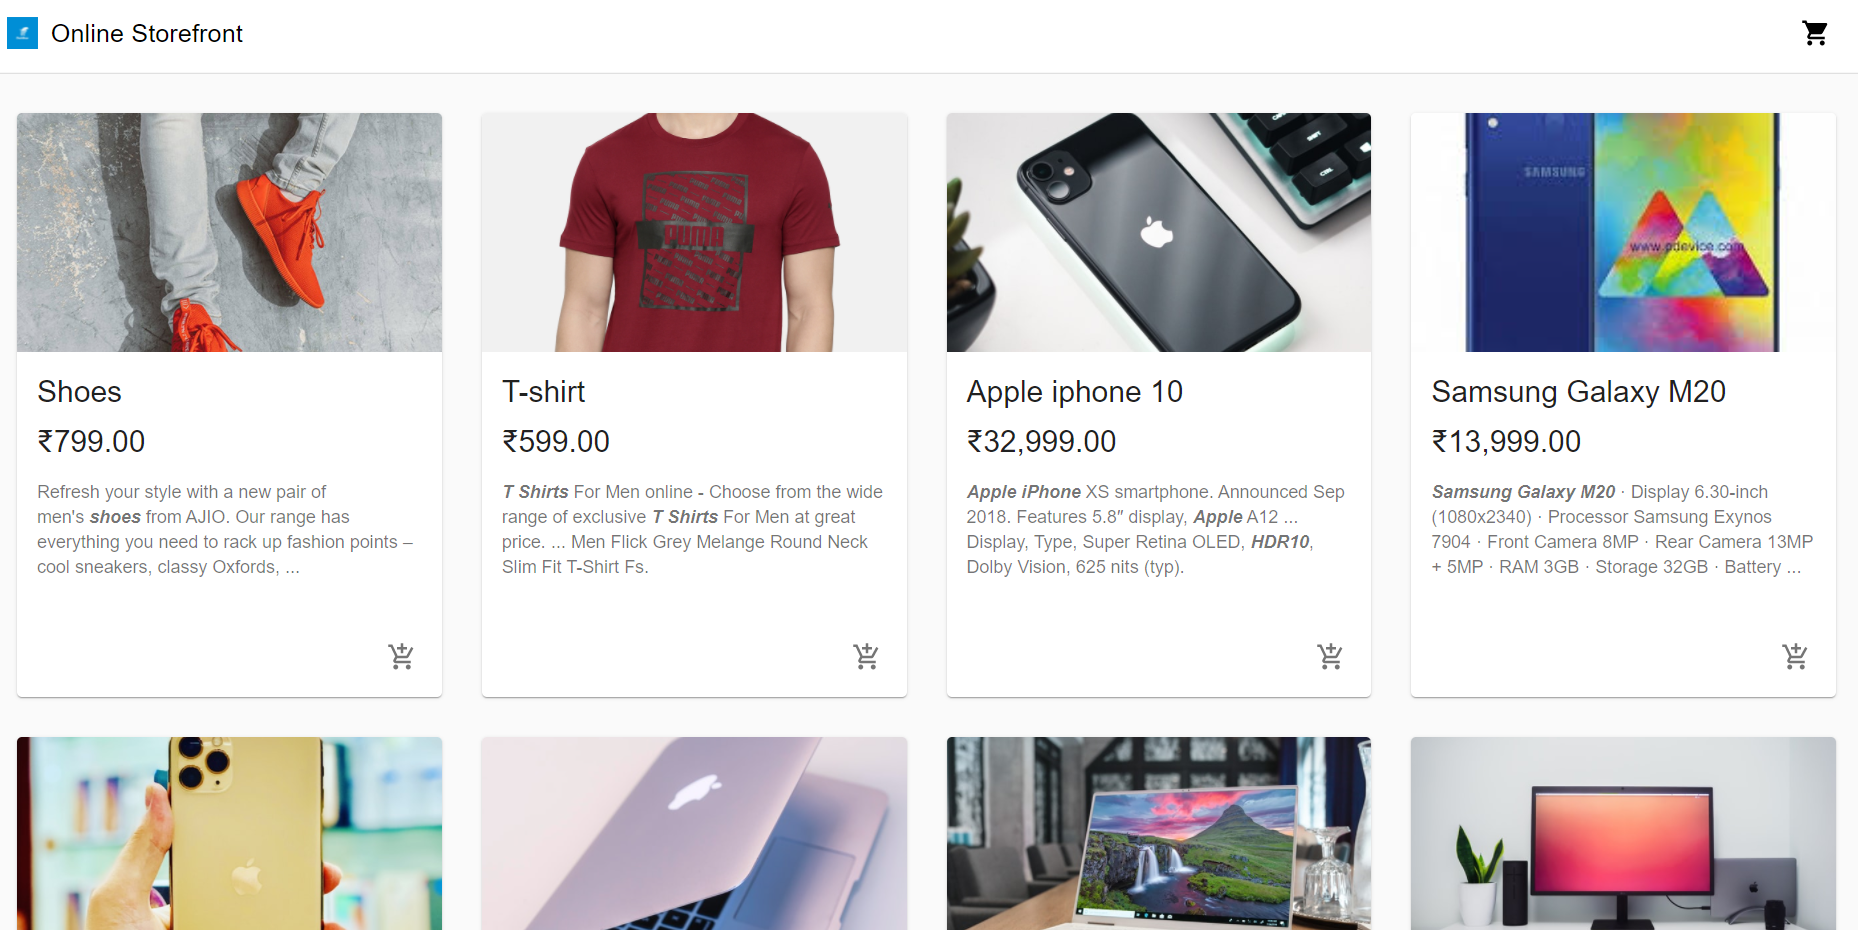 Online Storefront
SAMSUNG
www.pdevice.com
PUMA
Shoes
₹799.00
Refresh your style with a new pair of
men's shoes from AJIO. Our range has
everything you need to rack up fashion points –
cool sneakers, classy Oxfords, ...
T-shirt
₹599.00
T Shirts For Men online - Choose from the wide
range of exclusive T Shirts For Men at great
price. ... Men Flick Grey Melange Round Neck
Slim Fit T-Shirt Fs.
Apple iphone 10
₹32,999.00
Apple iPhone XS smartphone. Announced Sep
2018. Features 5.8″ display, Apple A12 ...
Display, Type, Super Retina OLED, HDR10,
Dolby Vision, 625 nits (typ).
Samsung Galaxy M20
₹13,999.00
Samsung Galaxy M20 · Display 6.30-inch
(1080x2340) · Processor Samsung Exynos
7904 · Front Camera 8MP · Rear Camera 13MP
+ 5MP · RAM 3GB · Storage 32GB · Battery ...